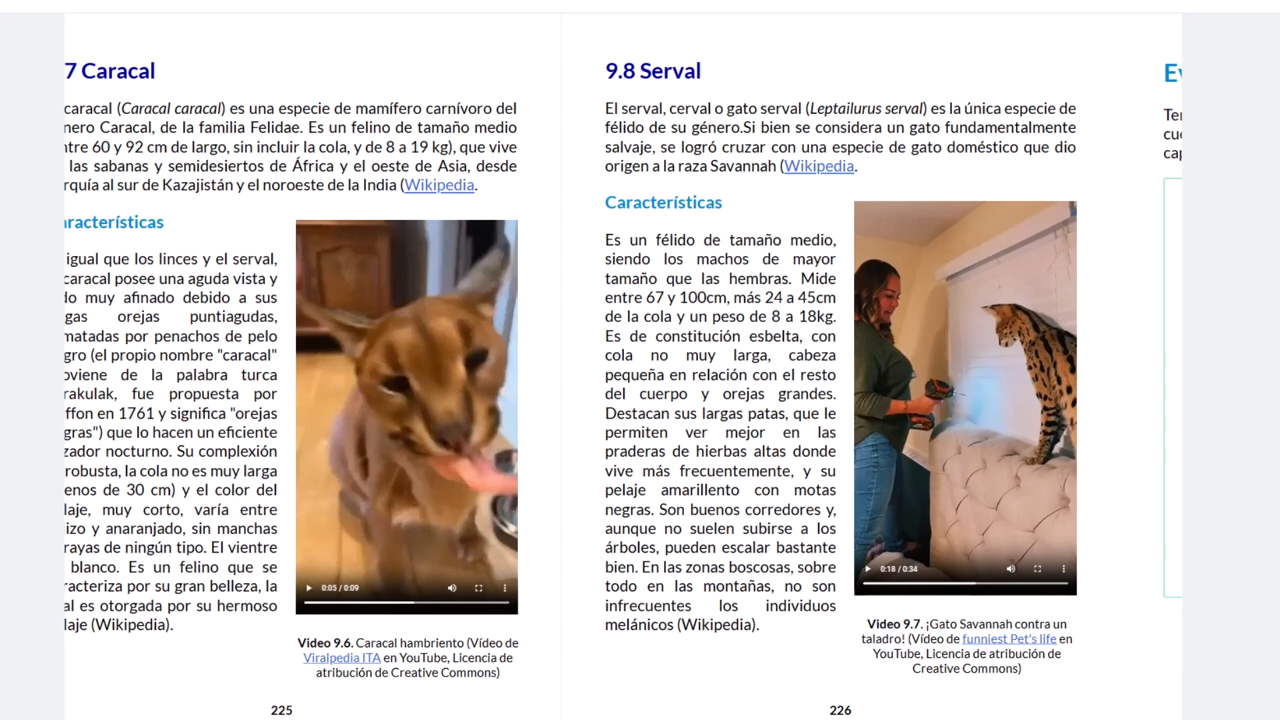 7 Caracal
caracal (Caracal caracal) es una especie de mamífero carnívoro del
nero Caracal, de la familia Felidae. Es un felino de tamaño medio
ntre 60 y 92 cm de largo, sin incluir la cola, y de 8 a 19 kg), que vive
las sabanas y semidesiertos de África y el oeste de Asia, desde
rquía al sur de Kazajistán y el noroeste de la India (Wikipedia.
aracterísticas
igual que los linces y el serval,
caracal posee una aguda vista y
do muy afinado debido a sus
gas orejas puntiagudas,
matadas por penachos de pelo
gro (el propio nombre "caracal"
oviene de la palabra turca
rakulak, fue propuesta por
ffon en 1761 y significa "orejas
gras") que lo hacen un eficiente
zador nocturno. Su complexión
robusta, la cola no es muy larga
enos de 30 cm) y el color del
laje, muy corto, varía entre
izo y anaranjado, sin manchas
rayas de ningún tipo. El vientre
blanco. Es un felino que se
racteriza por su gran belleza, la
al es otorgada por su hermoso
laje (Wikipedia).
0:05 / 0:09
Video 9.6. Caracal hambriento (Vídeo de
Viralpedia ITA en YouTube, Licencia de
atribución de Creative Commons)
225
9.8 Serval
El serval, cerval o gato serval (Leptailurus serval) es la única especie de
félido de su género.Si bien se considera un gato fundamentalmente
salvaje, se logró cruzar con una especie de gato doméstico que dio
origen a la raza Savannah (Wikipedia.
Características
Es un félido de tamaño medio,
siendo los machos de mayor
tamaño que las hembras. Mide
entre 67 y 100cm, más 24 a 45cm
de la cola y un peso de 8 a 18kg.
Es de constitución esbelta, con
cola no muy larga, cabeza
pequeña en relación con el resto
del cuerpo y orejas grandes.
Destacan sus largas patas, que le
permiten ver mejor en las
praderas de hierbas altas donde
vive más frecuentemente, y su
pelaje amarillento con motas
negras. Son buenos corredores y,
aunque no suelen subirse a los
árboles, pueden escalar bastante
bien. En las zonas boscosas, sobre
todo en las montañas, no son
infrecuentes los individuos
melánicos (Wikipedia).
0:18 / 0:34
Video 9.7. ¡Gato Savannah contra un
taladro! (Vídeo de funniest Pet's life en
YouTube, Licencia de atribución de
Creative Commons)
226
Ev
Ter
cue
cap